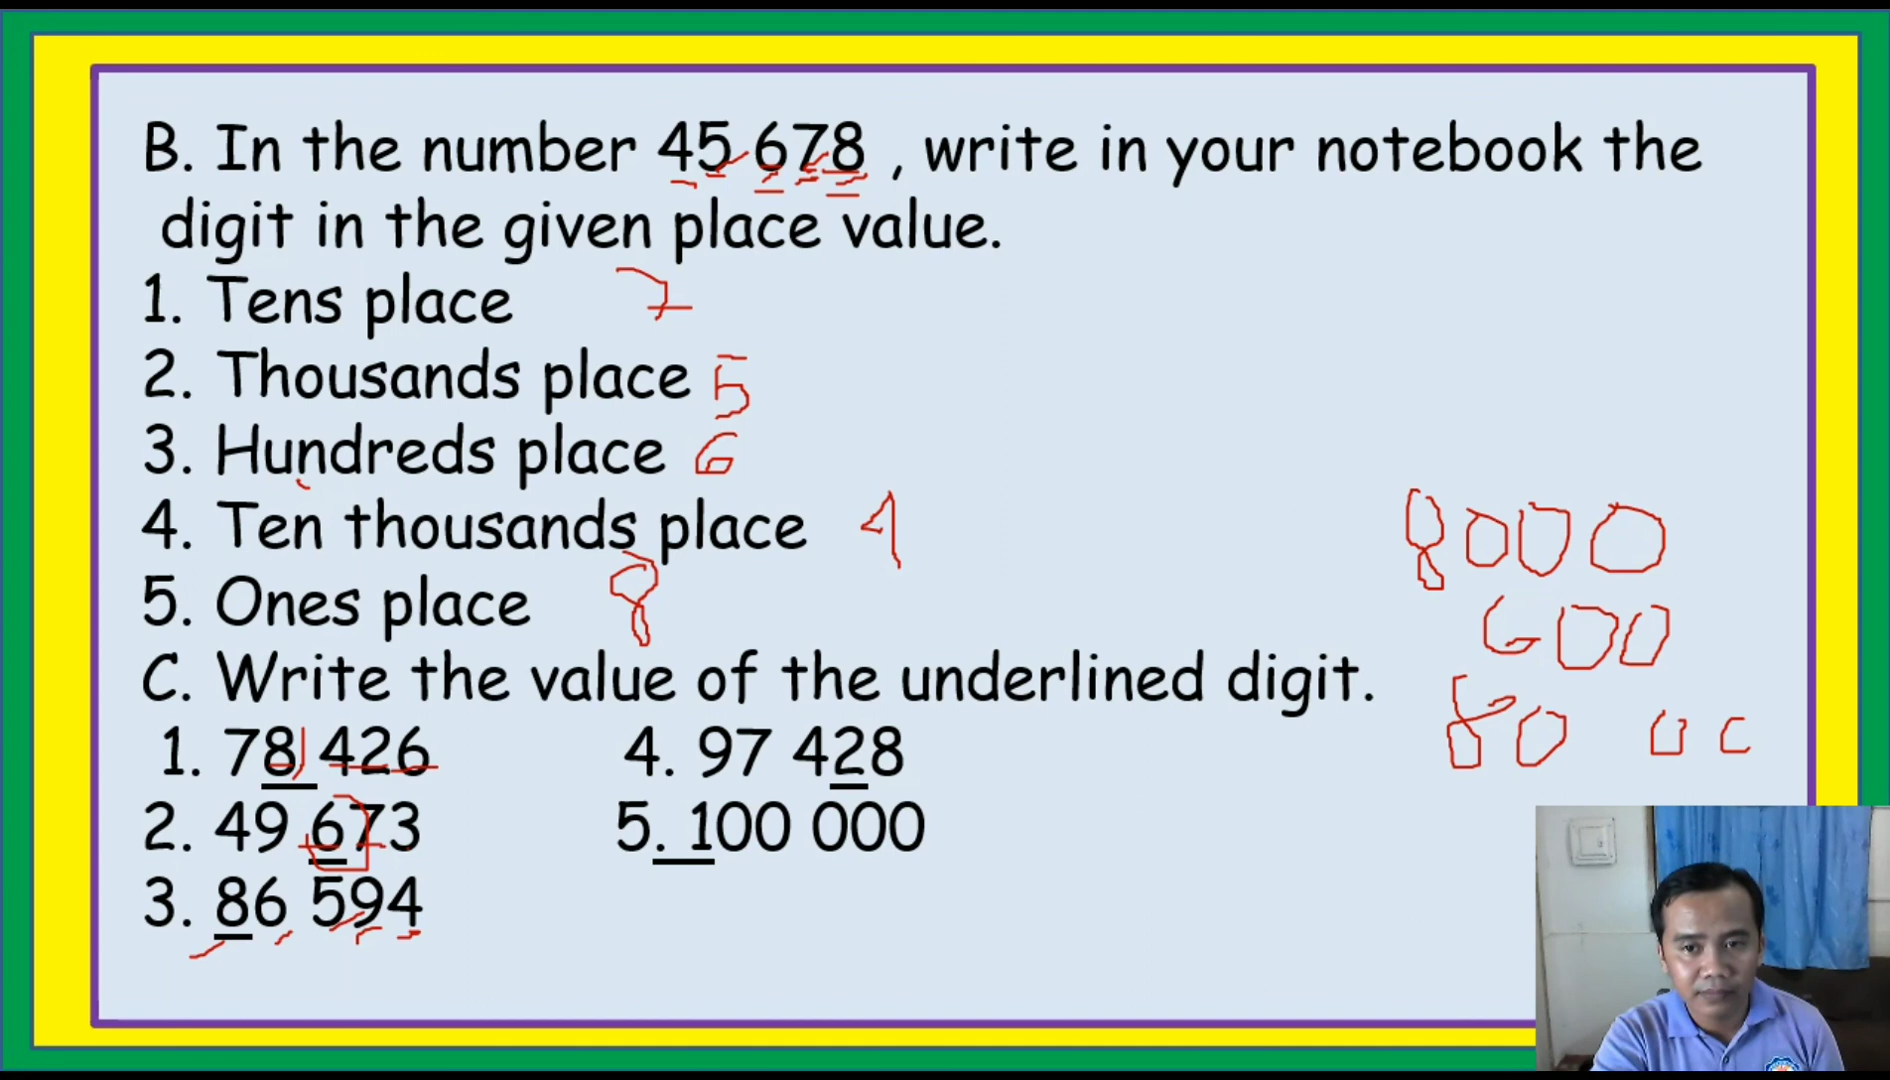 B. In the number 45 678 , write in your notebook the
digit in the given place value.
1. Tens place 7
2. Thousands place 5
3. Hundreds place 6
4. Ten thousands place 4
5. Ones place 8
C. Write the value of the underlined digit.
1. 78 426
2. 49 673
3. 86 594
4. 97 428
5. 100 000
8000
600
80 00